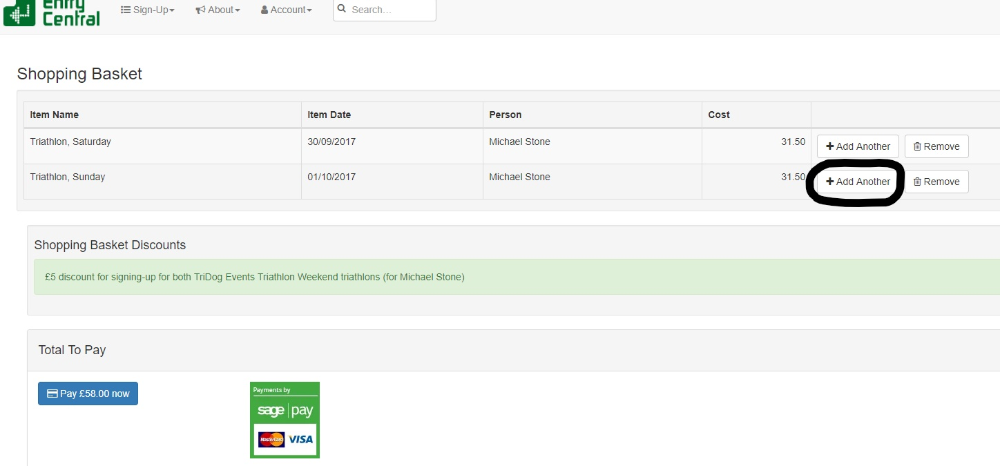 Entry
Central
Sign-Up
About
Account
Search...
Shopping Basket
Item Name Item Date Person Cost
Triathlon, Saturday 30/09/2017 Michael Stone 31.50 Add Another Remove
Triathlon, Sunday 01/10/2017 Michael Stone 31.50 Add Another Remove
Shopping Basket Discounts
£5 discount for signing-up for both TriDog Events Triathlon Weekend triathlons (for Michael Stone)
Total To Pay
Pay £58.00 now
Payments by
sage pay
MasterCard VISA